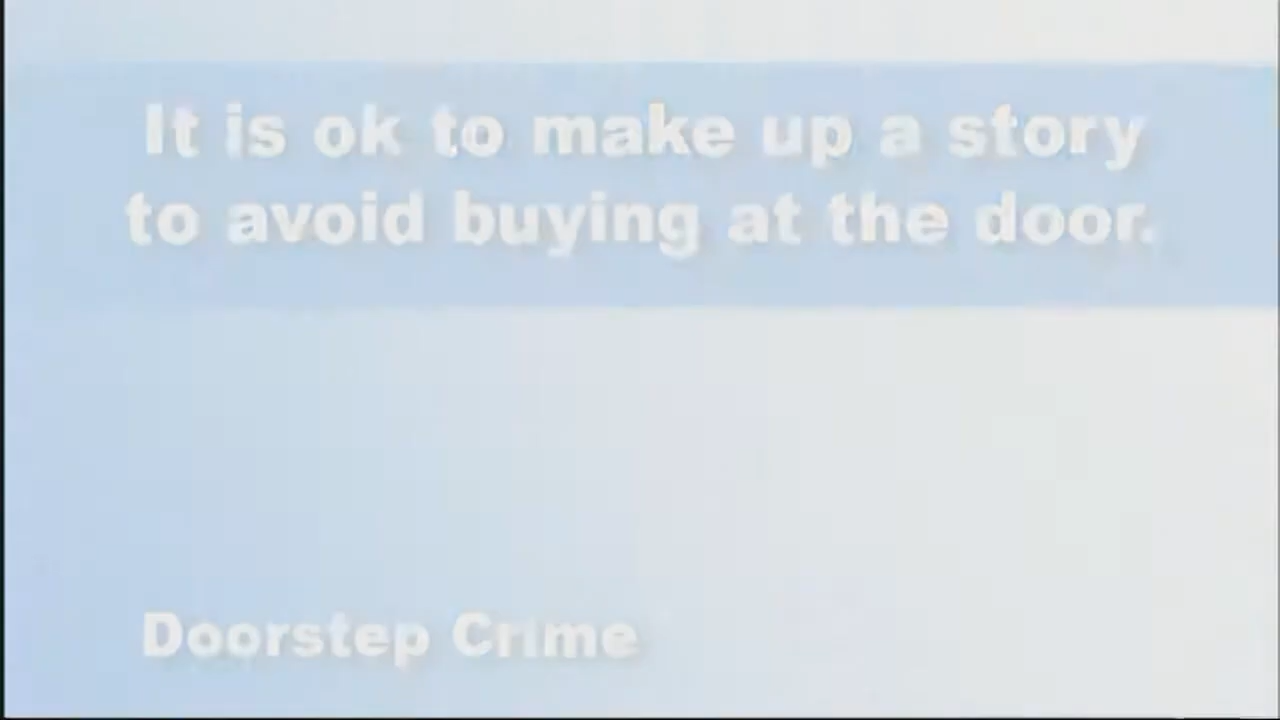 It is ok to make up a story
to avoid buying at the door.
Doorstep Crime